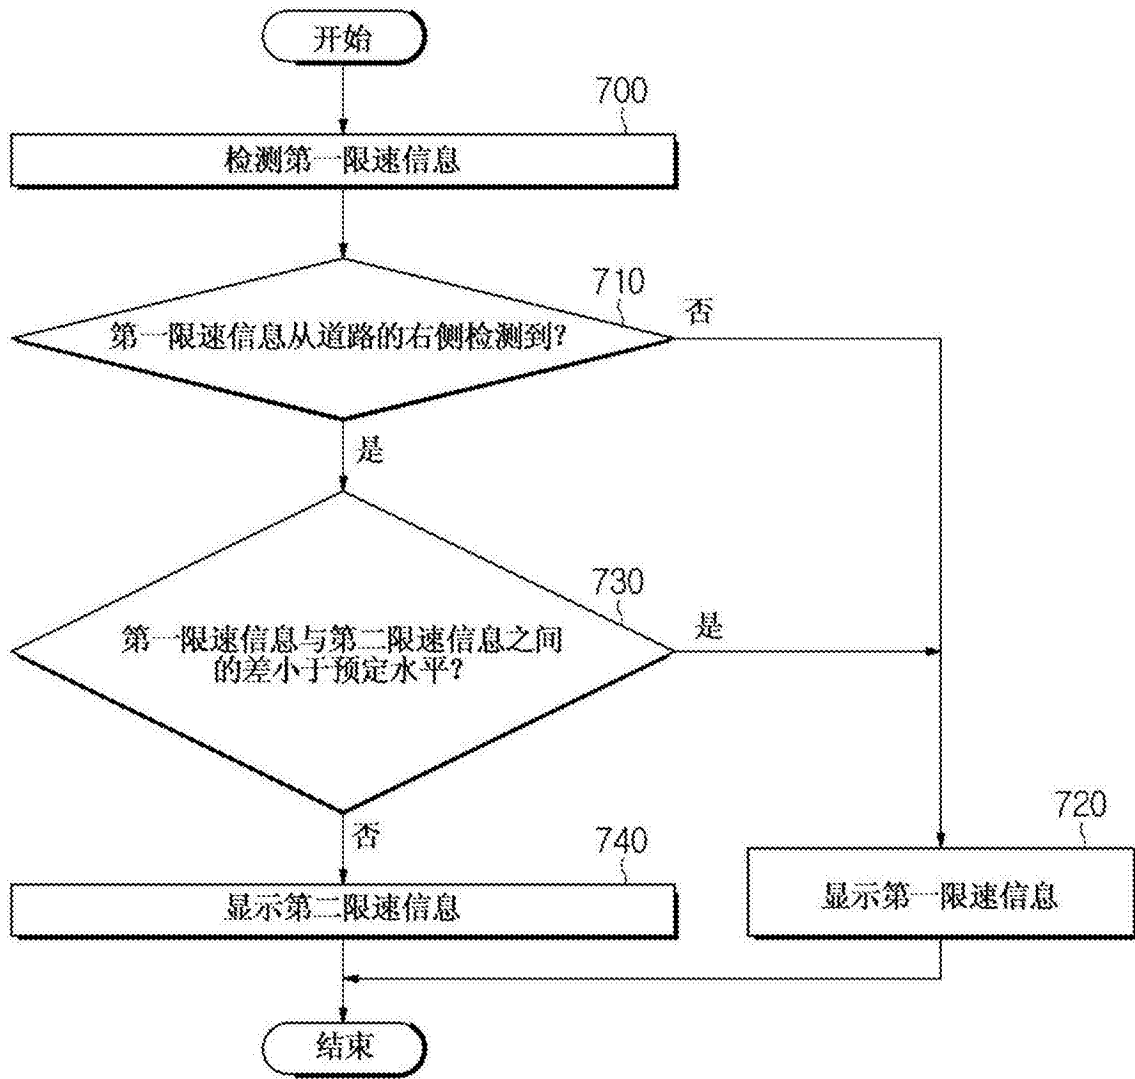 开始
700
检测第一限速信息
710
否
第一限速信息从道路的右侧检测到?
是
730
是
第一限速信息与第二限速信息之间
的差小于预定水平?
否
740
720
显示第二限速信息
显示第一限速信息
结束